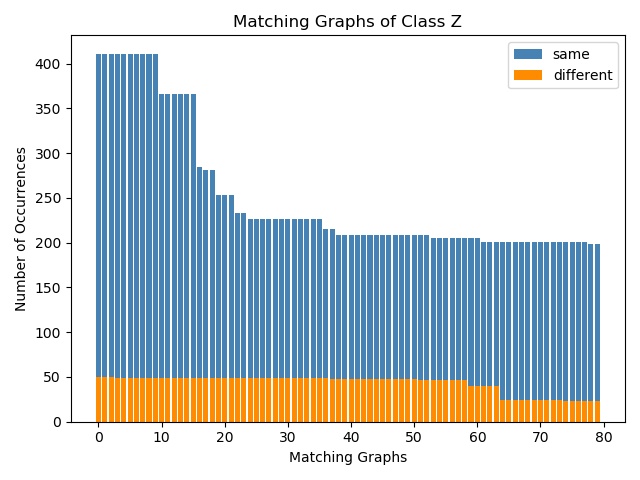 Matching Graphs of Class Z
same
different
Number of Occurrences
400
350
300
250
200
150
100
50
0
0 10 20 30 40 50 60 70 80
Matching Graphs